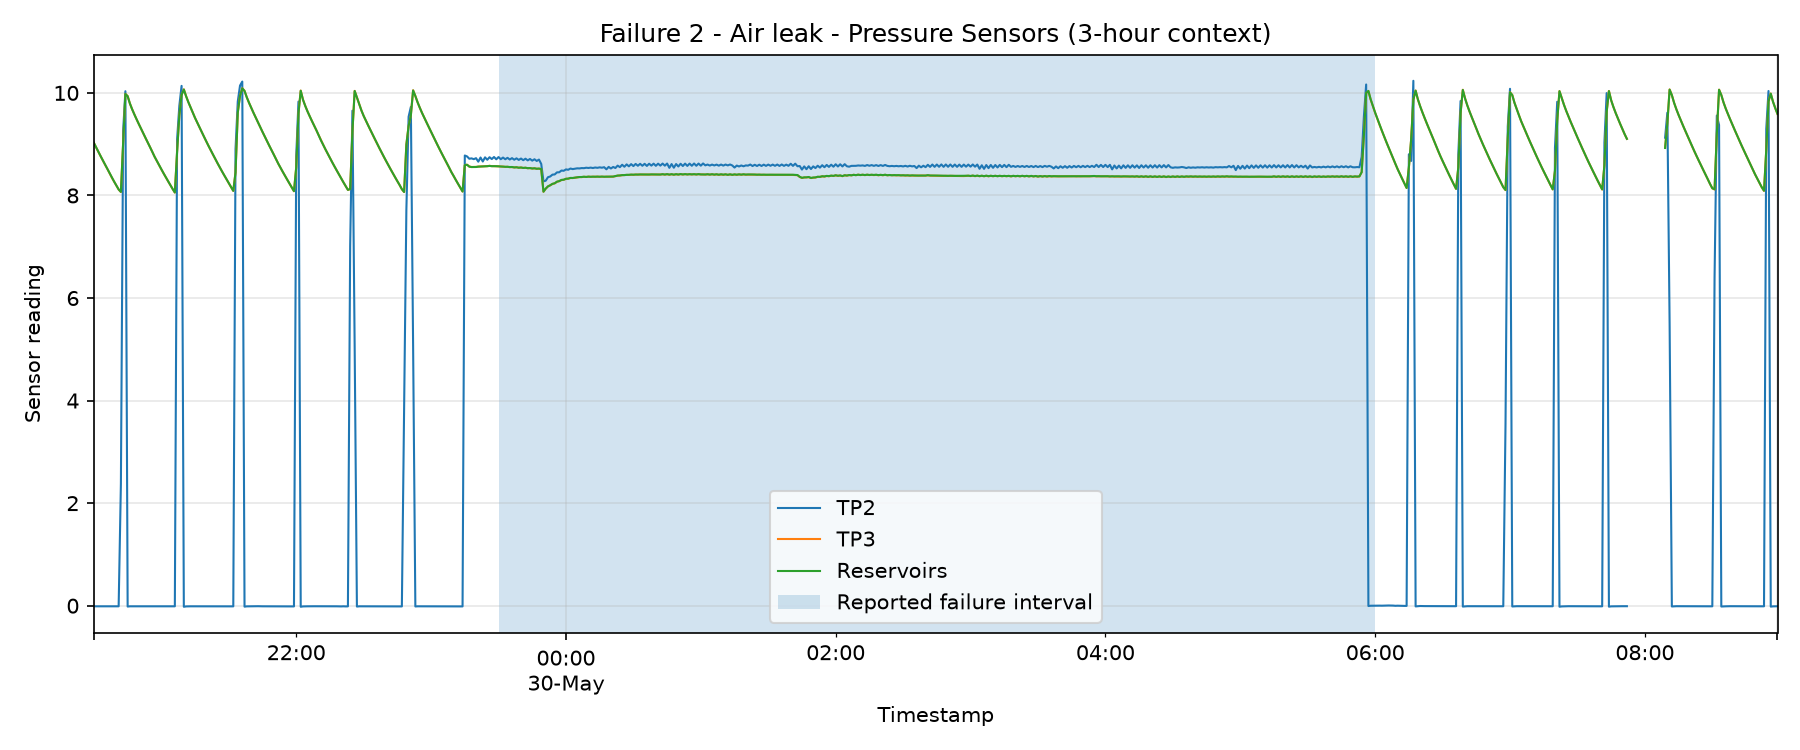 Failure 2 - Air leak - Pressure Sensors (3-hour context)
Sensor reading
10
8
6
4
2
0
TP2
TP3
Reservoirs
Reported failure interval
22:00
00:00
30-May
02:00
04:00
06:00
08:00
Timestamp